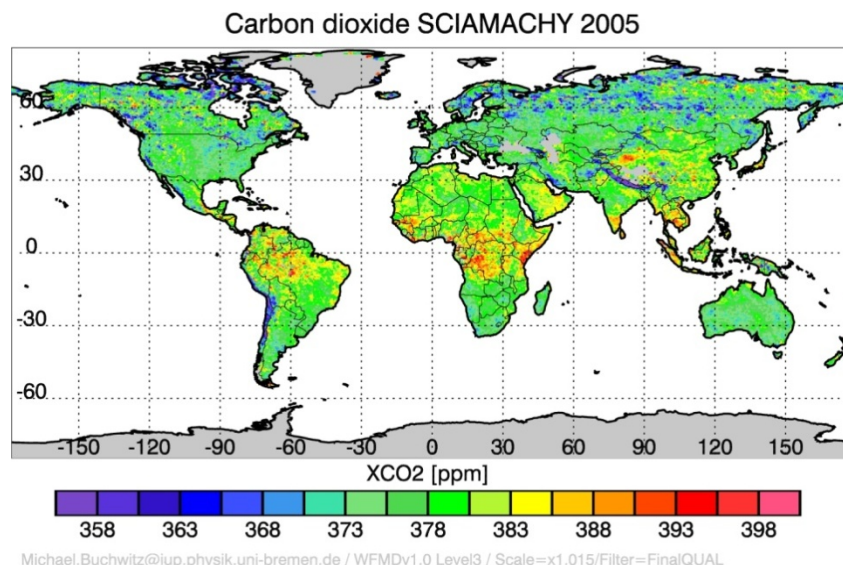 Carbon dioxide SCIAMACHY 2005
60
30
0
-30
-60
-150 -120 -90 -60 -30 0 30 60 90 120 150
XCO2 [ppm]
358 363 368 373 378 383 388 393 398
Michael.Buchwitz@iup.physik.uni-bremen.de / WFMDv1.0 Level3 / Scale=x1.015/Filter=FinalQUAL